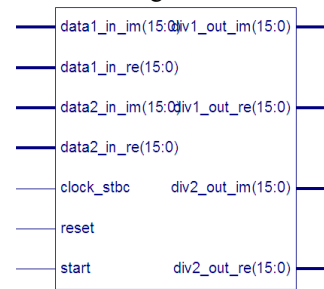 data1_in_im(15:0) div1_out_im(15:0)
data1_in_re(15:0)
data2_in_im(15:0) div1_out_re(15:0)
data2_in_re(15:0)
clock_stbc div2_out_im(15:0)
reset
start div2_out_re(15:0)